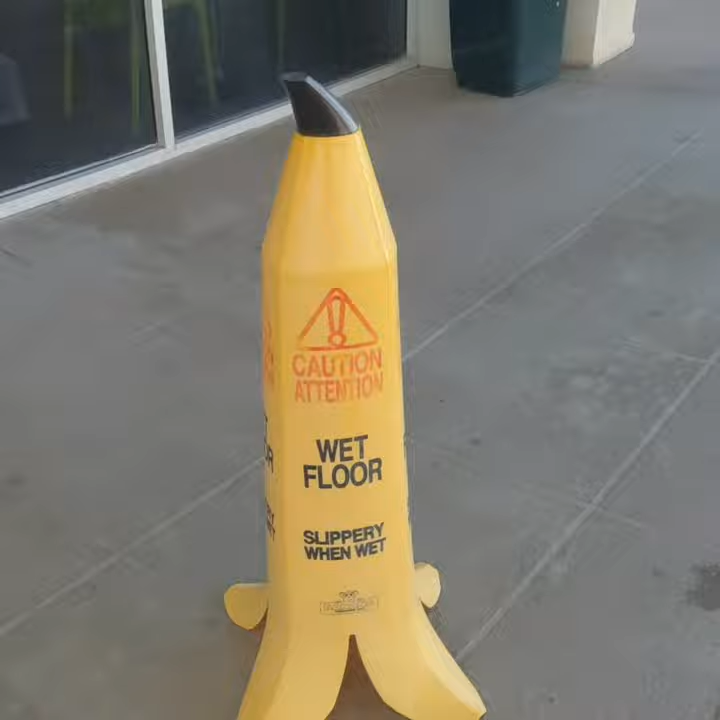 CAUTION
ATTENTION
WET
FLOOR
SLIPPERY
WHEN WET